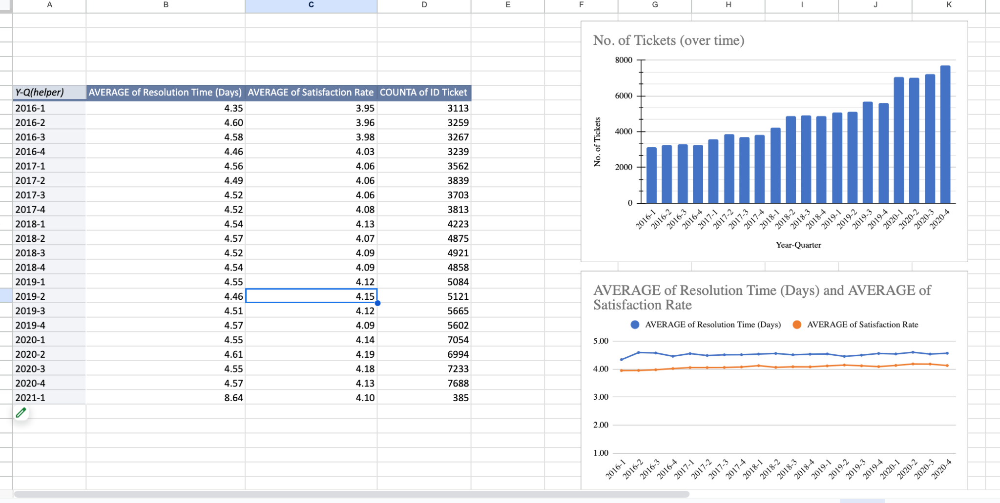 A B C D E F G H I J K
Y-Q(helper) AVERAGE of Resolution Time (Days) AVERAGE of Satisfaction Rate COUNTA of ID Ticket
2016-1 4.35 3.95 3113
2016-2 4.60 3.96 3259
2016-3 4.58 3.98 3267
2016-4 4.46 4.03 3239
2017-1 4.56 4.06 3562
2017-2 4.49 4.06 3839
2017-3 4.52 4.06 3703
2017-4 4.52 4.08 3813
2018-1 4.54 4.13 4223
2018-2 4.57 4.07 4875
2018-3 4.52 4.09 4921
2018-4 4.54 4.09 4858
2019-1 4.55 4.12 5084
2019-2 4.46 4.15 5121
2019-3 4.51 4.12 5665
2019-4 4.57 4.09 5602
2020-1 4.55 4.14 7054
2020-2 4.61 4.19 6994
2020-3 4.55 4.18 7233
2020-4 4.57 4.13 7688
2021-1 8.64 4.10 385
No. of Tickets (over time)
No. of Tickets
8000
6000
4000
2000
0
2016-1 2016-2 2016-3 2016-4 2017-1 2017-2 2017-3 2017-4 2018-1 2018-2 2018-3 2018-4 2019-1 2019-2 2019-3 2019-4 2020-1 2020-2 2020-3 2020-4
Year-Quarter
AVERAGE of Resolution Time (Days) and AVERAGE of
Satisfaction Rate
AVERAGE of Resolution Time (Days) AVERAGE of Satisfaction Rate
5.00
4.00
3.00
2.00
1.00
2016-1 2016-2 2016-3 2016-4 2017-1 2017-2 2017-3 2017-4 2018-1 2018-2 2018-3 2018-4 2019-1 2019-2 2019-3 2019-4 2020-1 2020-2 2020-3 2020-4